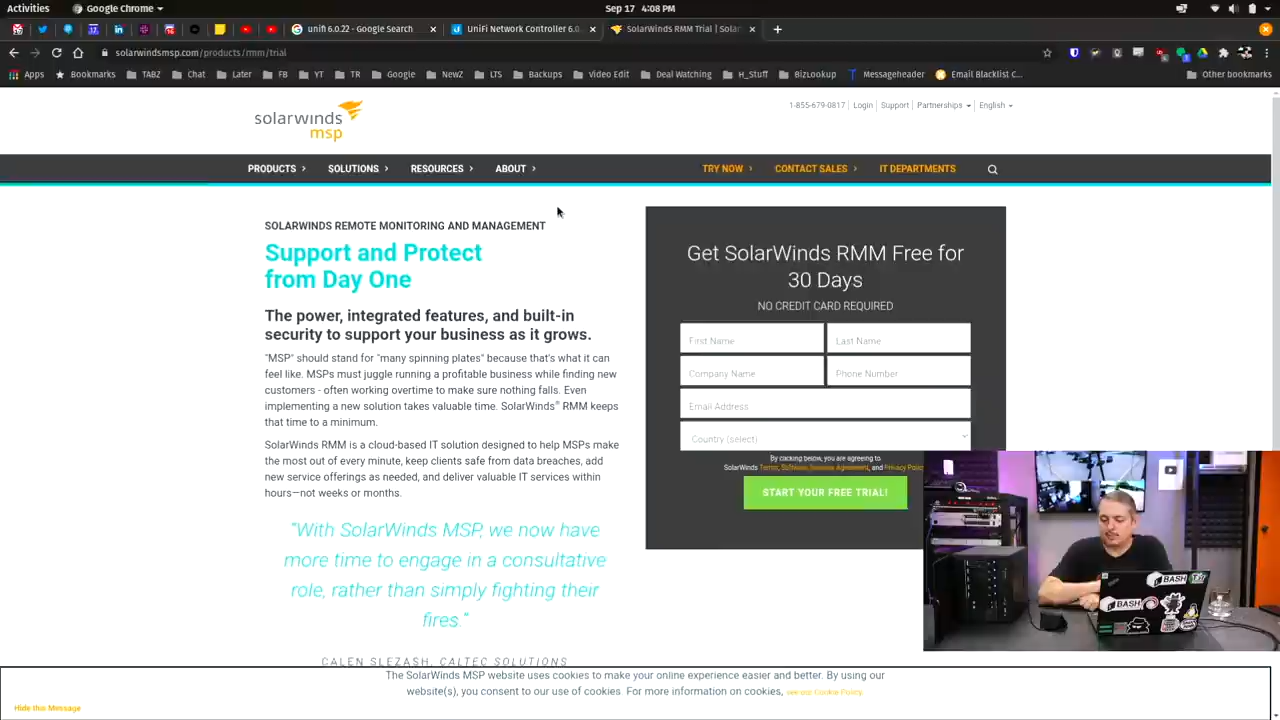 Activities
Google Chrome
Sep 17 4:08 PM
unifi 6.0.22 - Google Search
UniFi Network Controller 6.0.
SolarWinds RMM Trial | Solar
solarwindsmsp.com/products/rmm/trial
Apps
Bookmarks
TABZ
Chat
Later
FB
YT
TR
Google
NewZ
LTS
Backups
Video Edit
Deal Watching
H_Stuff
BizLookup
Messageheader
Email Blacklist C...
Other bookmarks
solarwinds
msp
1-855-679-0817
Login
Support
Partnerships
English
PRODUCTS
SOLUTIONS
RESOURCES
ABOUT
TRY NOW
CONTACT SALES
IT DEPARTMENTS
SOLARWINDS REMOTE MONITORING AND MANAGEMENT
Support and Protect
from Day One
The power, integrated features, and built-in
security to support your business as it grows.
"MSP" should stand for "many spinning plates" because that's what it can
feel like. MSPs must juggle running a profitable business while finding new
customers - often working overtime to make sure nothing falls. Even
implementing a new solution takes valuable time. SolarWinds® RMM keeps
that time to a minimum.
SolarWinds RMM is a cloud-based IT solution designed to help MSPs make
the most out of every minute, keep clients safe from data breaches, add
new service offerings as needed, and deliver valuable IT services within
hours—not weeks or months.
"With SolarWinds MSP, we now have
more time to engage in a consultative
role, rather than simply fighting their
fires."
CALEN SLEZASH, CALTEC SOLUTIONS
Get SolarWinds RMM Free for
30 Days
NO CREDIT CARD REQUIRED
First Name
Last Name
Company Name
Phone Number
Email Address
Country (select)
By clicking below, you are agreeing to
SolarWinds Terms, Software Services Agreement, and Privacy Polic
START YOUR FREE TRIAL!
BASH
BASH
The SolarWinds MSP website uses cookies to make your online experience easier and better. By using our
website(s), you consent to our use of cookies. For more information on cookies, see our Cookie Policy.
Hide this Message